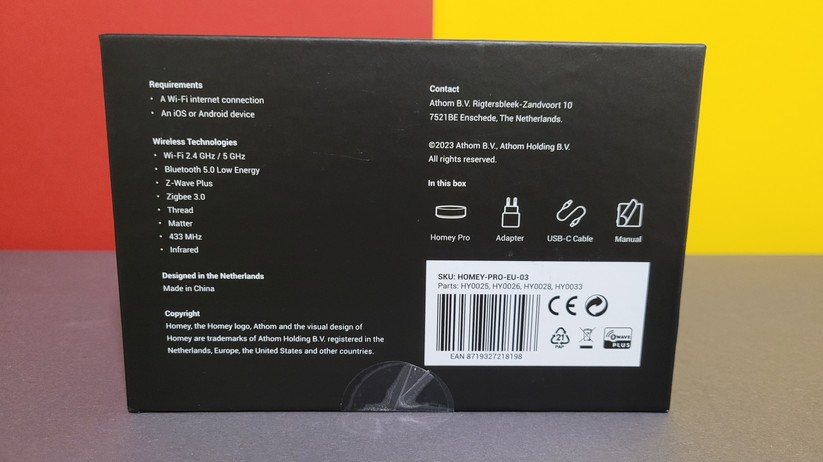 Requirements
• A Wi-Fi internet connection
• An iOS or Android device
Wireless Technologies
• Wi-Fi 2.4 GHz / 5 GHz
• Bluetooth 5.0 Low Energy
• Z-Wave Plus
• Zigbee 3.0
• Thread
• Matter
• 433 MHz
• Infrared
Designed in the Netherlands
Made in China
Copyright
Homey, the Homey logo, Athom and the visual design of
Homey are trademarks of Athom Holding B.V. registered in the
Netherlands, Europe, the United States and other countries.
Contact
Athom B.V. Rigtersbleek-Zandvoort 10
7521BE Enschede, The Netherlands.
©2023 Athom B.V., Athom Holding B.V.
All rights reserved.
In this box
Homey Pro
Adapter
USB-C Cable
Manual
SKU: HOMEY-PRO-EU-03
Parts: HY0025, HY0026, HY0028, HY0033
CE
21
PAP
Z WAVE
PLUS
EAN 8719327218198